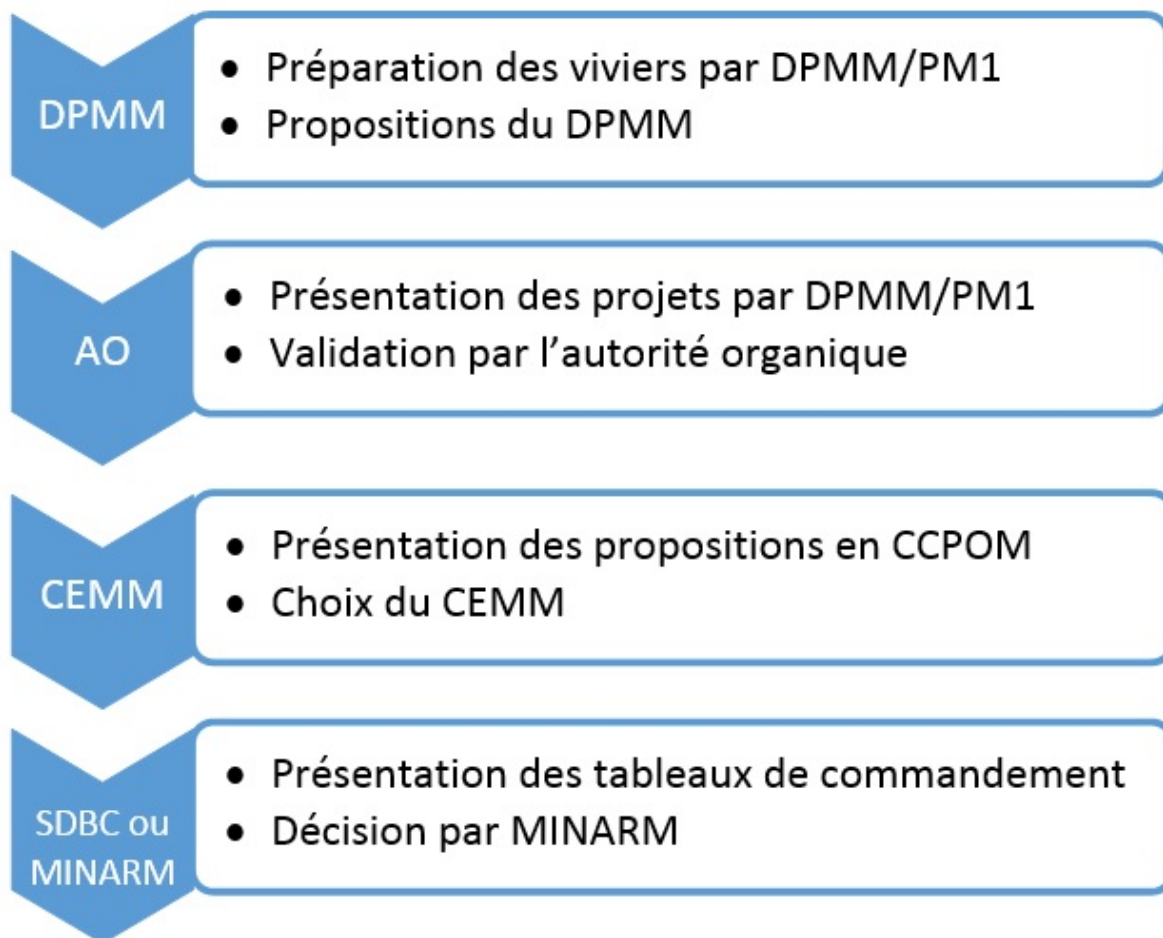 DPMM
• Préparation des viviers par DPMM/PM1
• Propositions du DPMM
AO
• Présentation des projets par DPMM/PM1
• Validation par l’autorité organique
CEMM
• Présentation des propositions en CCPOM
• Choix du CEMM
SDBC ou
MINARM
• Présentation des tableaux de commandement
• Décision par MINARM